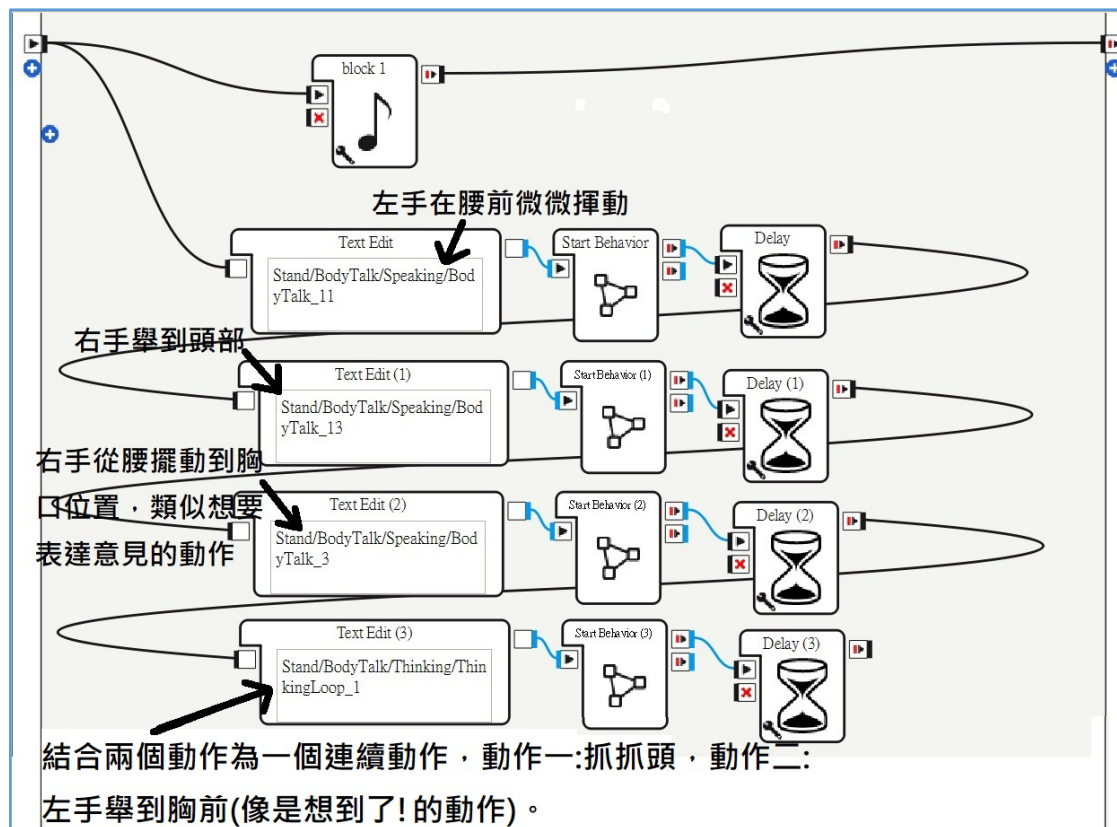 block 1
左手在腰前微微揮動
Text Edit
Start Behavior
Delay
Stand/BodyTalk/Speaking/Bod
yTalk_11
右手舉到頭部
Text Edit (1)
Start Behavior (1)
Delay (1)
Stand/BodyTalk/Speaking/Bod
yTalk_13
右手從腰擺動到胸
口位置，類似想要
表達意見的動作
Text Edit (2)
Start Behavior (2)
Delay (2)
Stand/BodyTalk/Speaking/Bod
yTalk_3
Text Edit (3)
Start Behavior (3)
Delay (3)
Stand/BodyTalk/Thinking/Thin
kingLoop_1
結合兩個動作為一個連續動作，動作一:抓抓頭，動作二:
左手舉到胸前(像是想到了!的動作)。